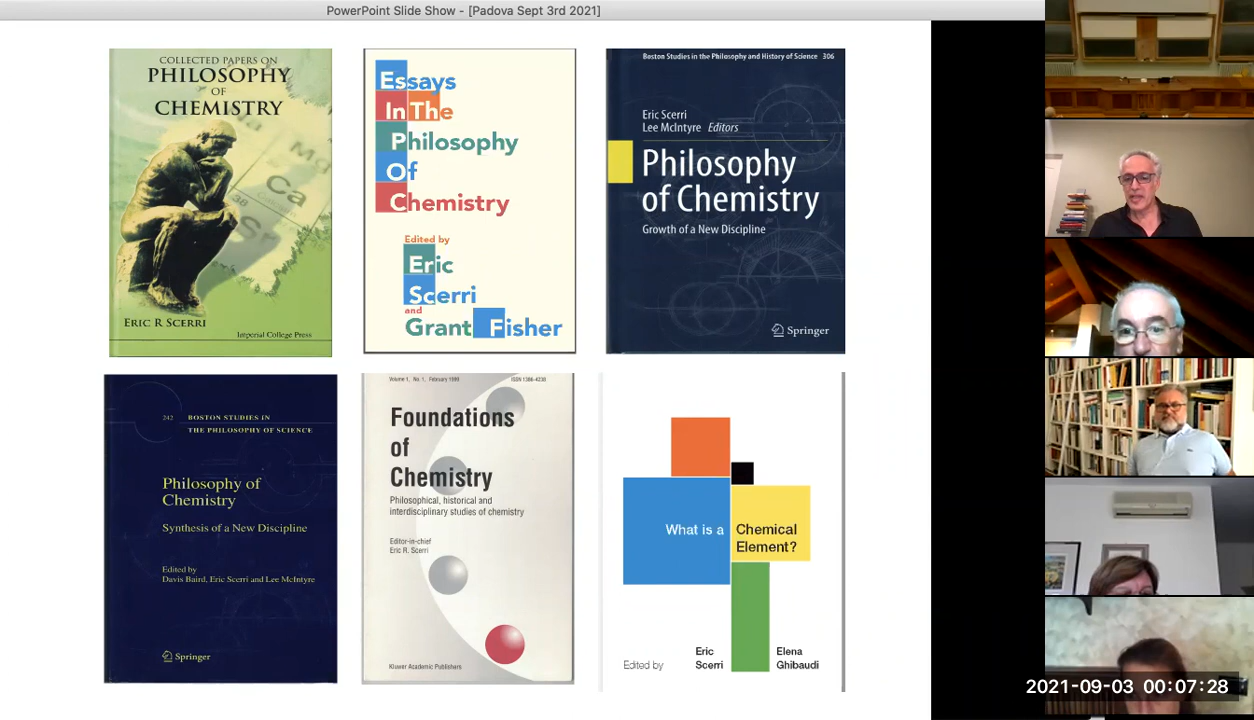 PowerPoint Slide Show - [Padova Sept 3rd 2021]
COLLECTED PAPERS ON
PHILOSOPHY
OF
CHEMISTRY
Ca
38
Sr
ERIC R SCERRI
Imperial College Press
Essays
In The
Philosophy
Of
Chemistry
Edited by
Eric
Scerri
and
Grant Fisher
Boston Studies in the Philosophy and History of Science 306
Eric Scerri
Lee McIntyre Editors
Philosophy
of Chemistry
Growth of a New Discipline
Springer
242 BOSTON STUDIES IN
THE PHILOSOPHY OF SCIENCE
Philosophy of
Chemistry
Synthesis of a New Discipline
Edited by
Davis Baird, Eric Scerri and Lee McIntyre
Springer
Volume 1, No. 1, February 1999 ISSN 1386-4238
Foundations
of
Chemistry
Philosophical, historical and
interdisciplinary studies of chemistry
Editor-in-chief
Eric R. Scerri
Kluwer Academic Publishers
What is a Chemical
Element?
Edited by Eric Scerri Elena Ghibaudi
2021-09-03 00:07:28